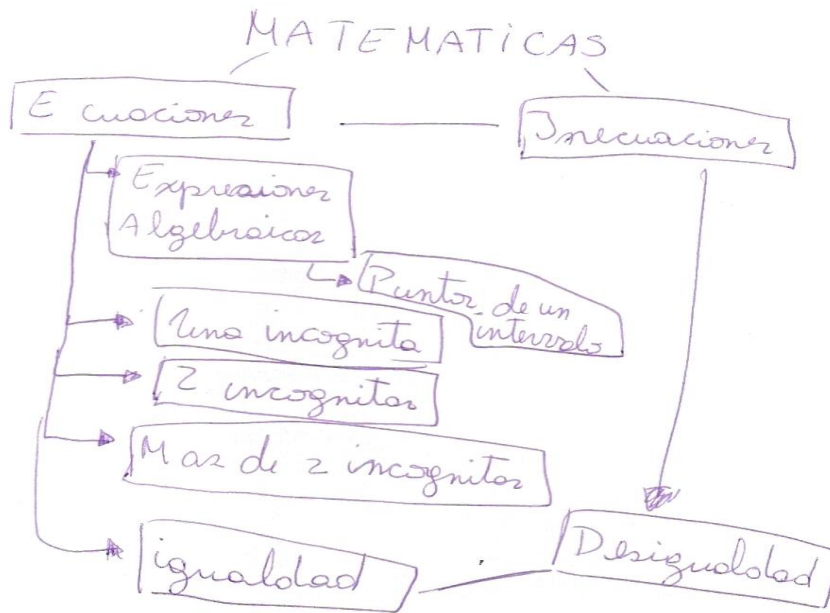 MATEMATiCAS
Ecuaciones
Inecuaciones
Expresiones
Algebraicas
Puntos de un
intervalo
Una incognita
2 incognitas
Mas de 2 incognitas
igualdad
Desigualdad